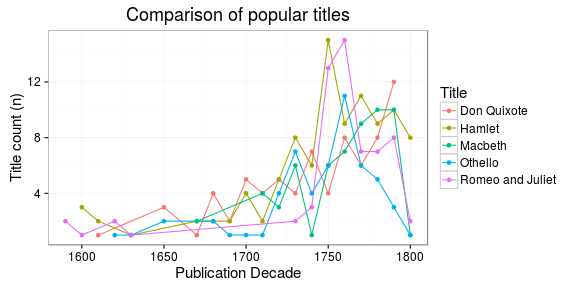 Comparison of popular titles
Title count (n)
12
8
4
1600 1650 1700 1750 1800
Publication Decade
Title
Don Quixote
Hamlet
Macbeth
Othello
Romeo and Juliet